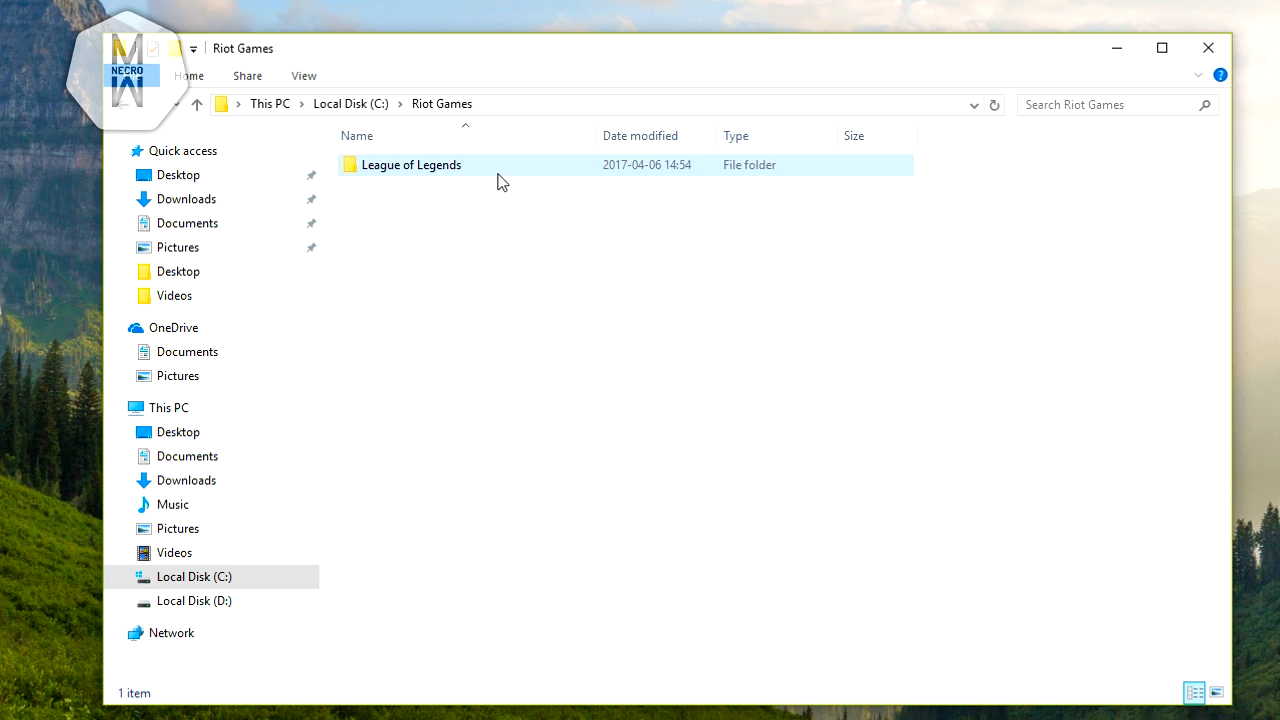 M
NECRO
M
Riot Games
Home Share View
This PC Local Disk (C:) Riot Games
Search Riot Games
Name Date modified Type Size
League of Legends 2017-04-06 14:54 File folder
Quick access
Desktop
Downloads
Documents
Pictures
Desktop
Videos
OneDrive
Documents
Pictures
This PC
Desktop
Documents
Downloads
Music
Pictures
Videos
Local Disk (C:)
Local Disk (D:)
Network
1 item